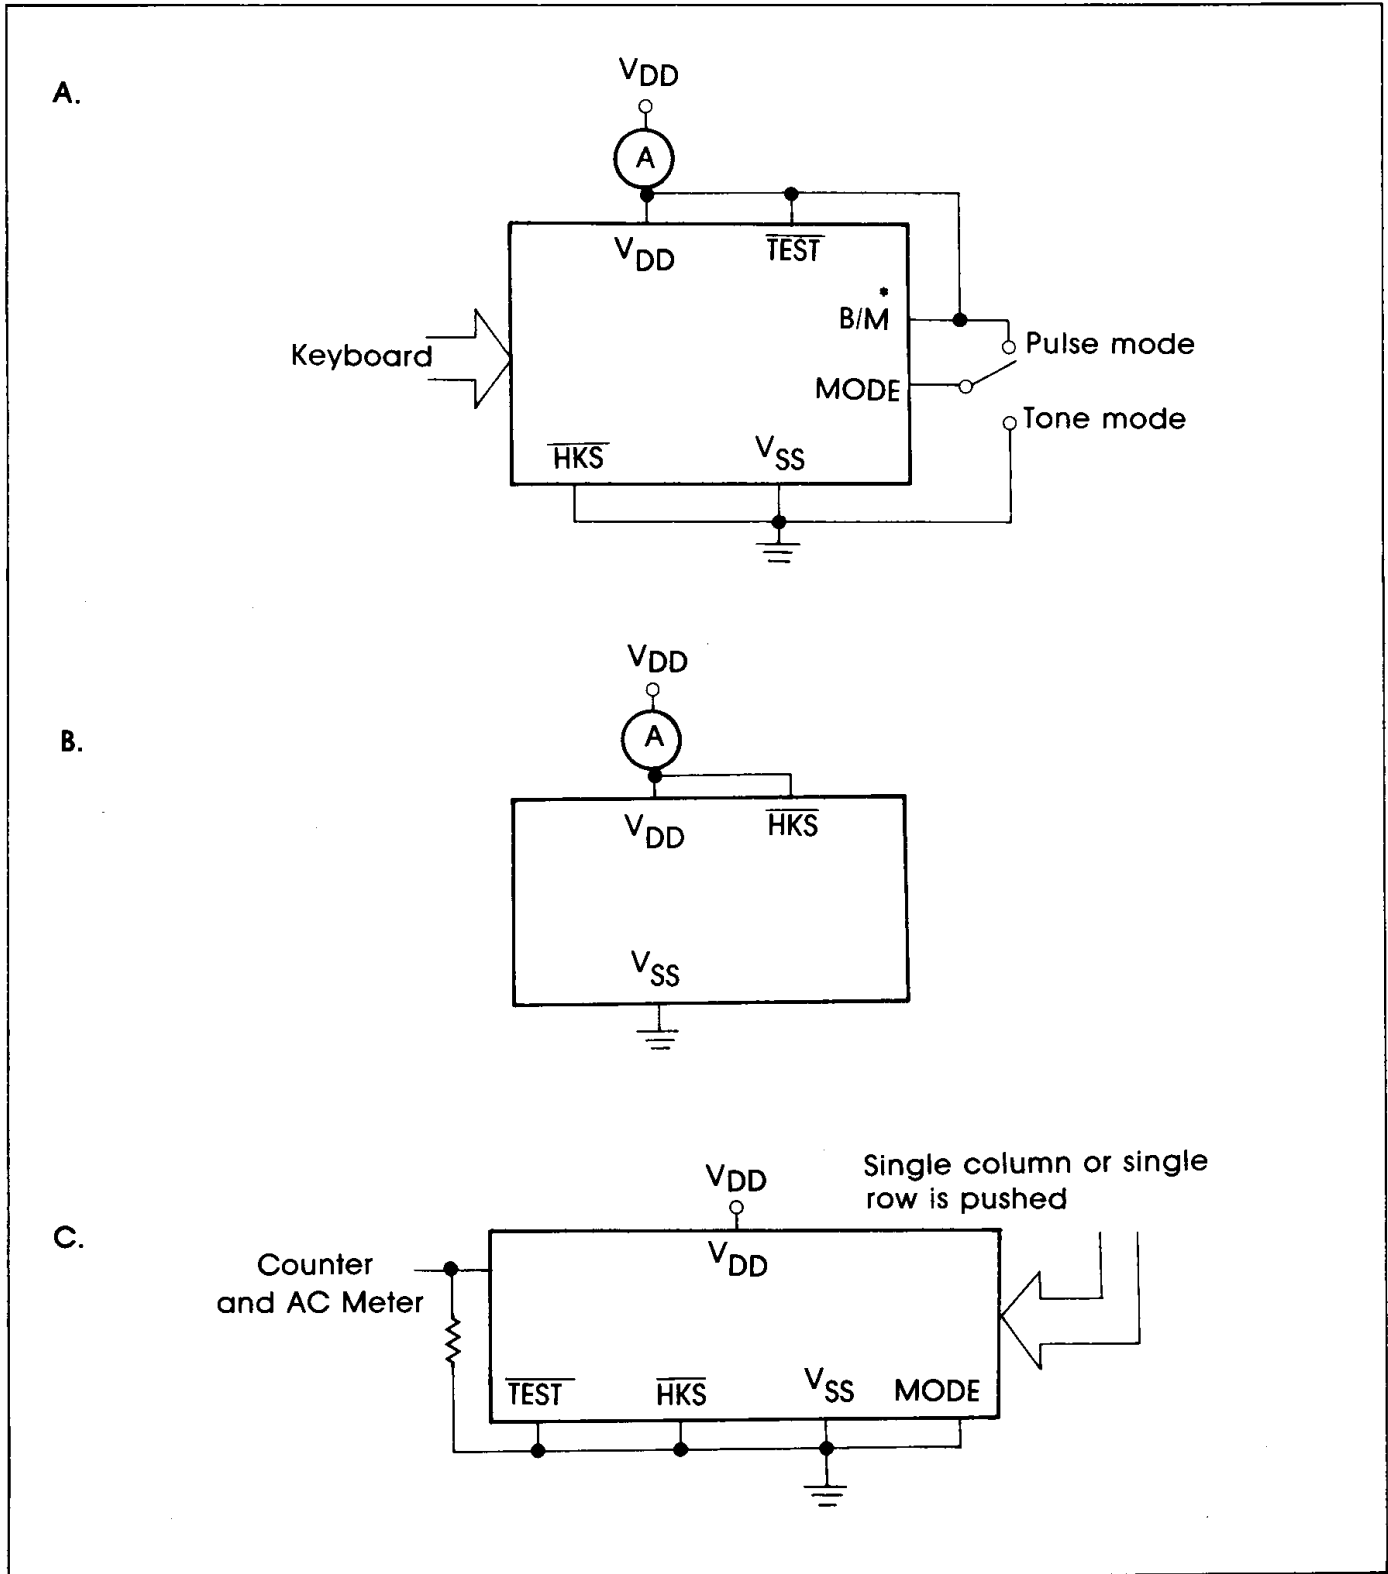 A.
VDD
A
VDD
TEST
*
B/M
Pulse mode
Keyboard
MODE
Tone mode
HKS
VSS
B.
VDD
A
VDD
HKS
VSS
C.
VDD
Single column or single
row is pushed
VDD
Counter
and AC Meter
TEST
HKS
VSS
MODE